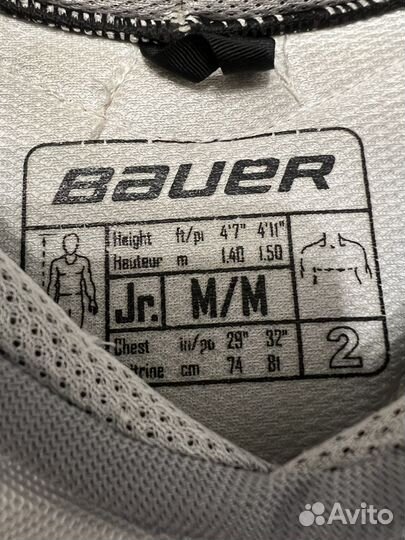 BAUER
Height ft/pi 4'7" 4'11"
Hauteur m 1.40 1.50
Jr. M/M
Chest in/po 29" 32"
trine cm 74 81
2
Avito